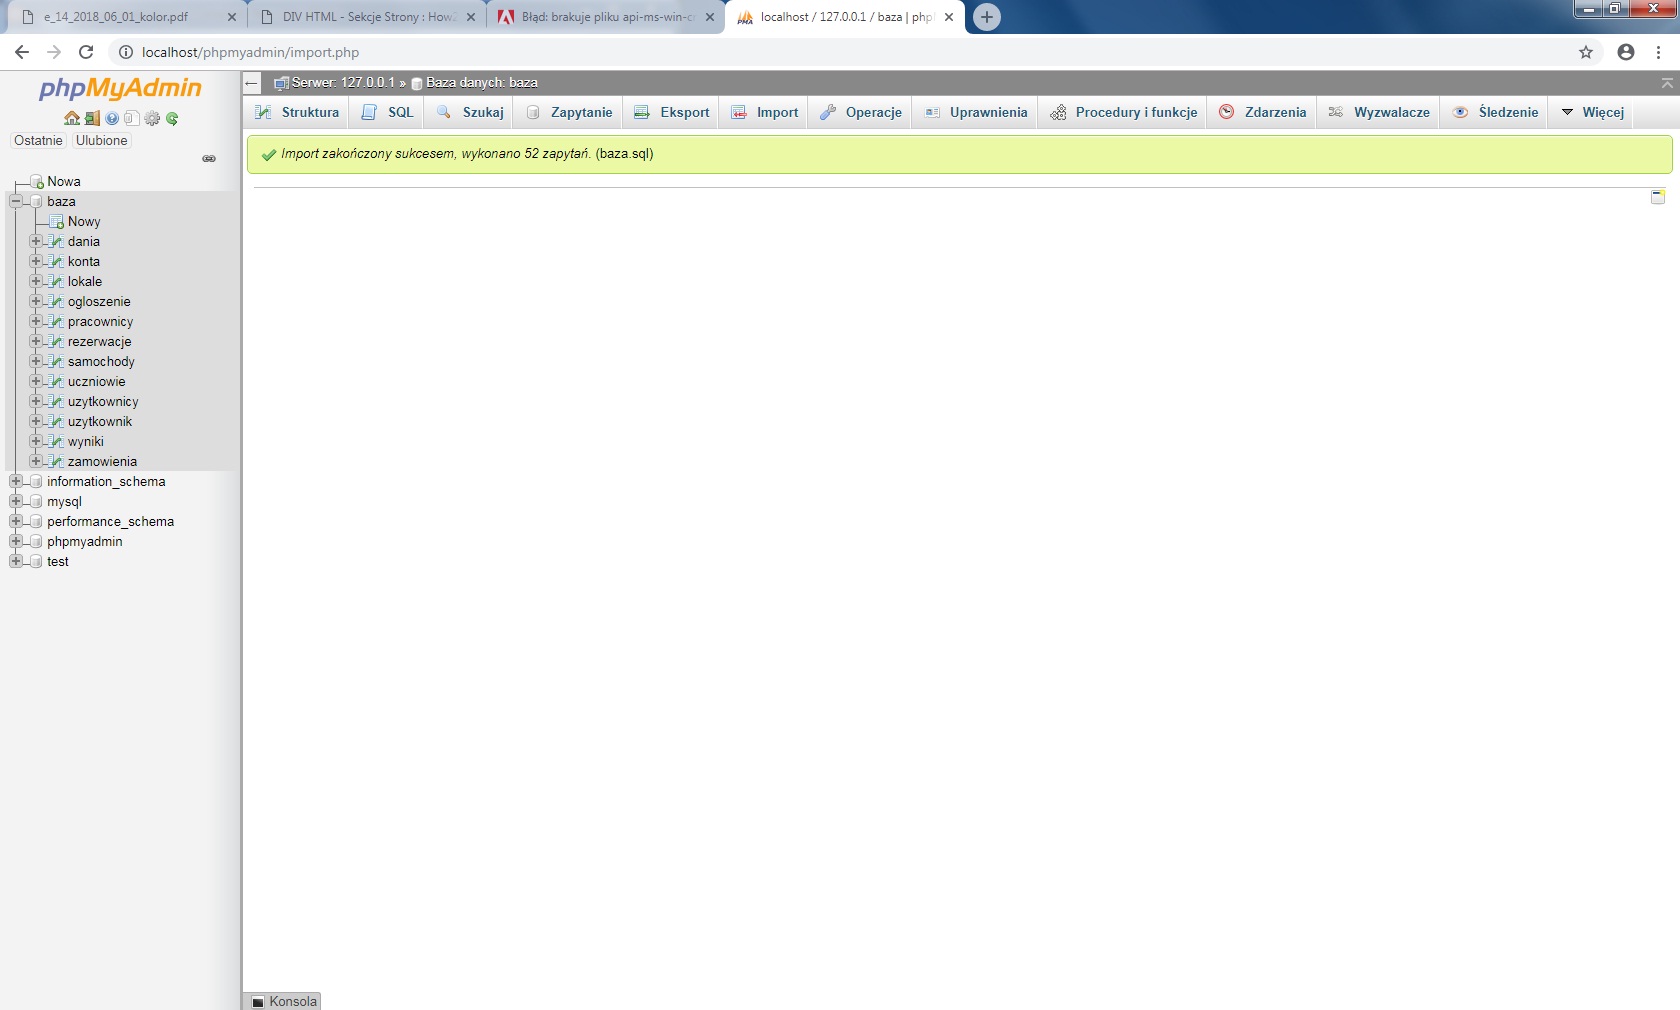 e_14_2018_06_01_kolor.pdf
DIV HTML - Sekcje Strony : How
Błąd: brakuje pliku api-ms-win-c
localhost / 127.0.0.1 / baza | php
localhost/phpmyadmin/import.php
phpMyAdmin
Ostatnie Ulubione
Nowa
baza
Nowy
dania
konta
lokale
ogloszenie
pracownicy
rezerwacje
samochody
uczniowie
uzytkownicy
uzytkownik
wyniki
zamowienia
information_schema
mysql
performance_schema
phpmyadmin
test
Serwer: 127.0.0.1 » Baza danych: baza
Struktura SQL Szukaj Zapytanie Eksport Import Operacje Uprawnienia Procedury i funkcje Zdarzenia Wyzwalacze Śledzenie Więcej
Import zakończony sukcesem, wykonano 52 zapytań. (baza.sql)
Konsola